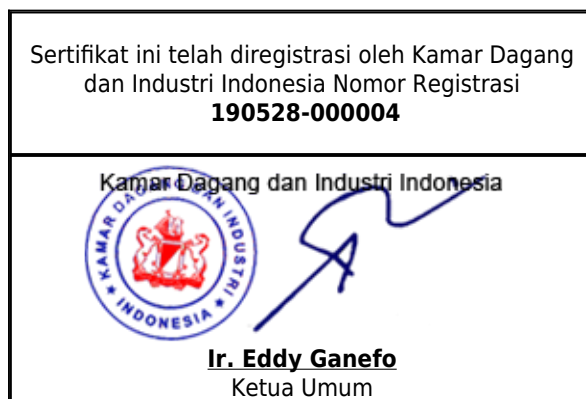 Sertifikat ini telah diregistrasi oleh Kamar Dagang
dan Industri Indonesia Nomor Registrasi
190528-000004
Kamar Dagang dan Industri Indonesia
KAMAR DAGANG DAN INDUSTRI
INDONESIA
Ir. Eddy Ganefo
Ketua Umum